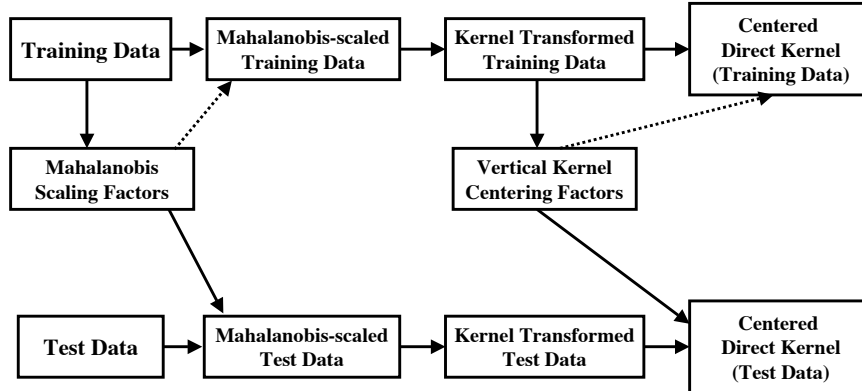 Training Data
Mahalanobis-scaled
Training Data
Kernel Transformed
Training Data
Centered
Direct Kernel
(Training Data)
Mahalanobis
Scaling Factors
Vertical Kernel
Centering Factors
Test Data
Mahalanobis-scaled
Test Data
Kernel Transformed
Test Data
Centered
Direct Kernel
(Test Data)